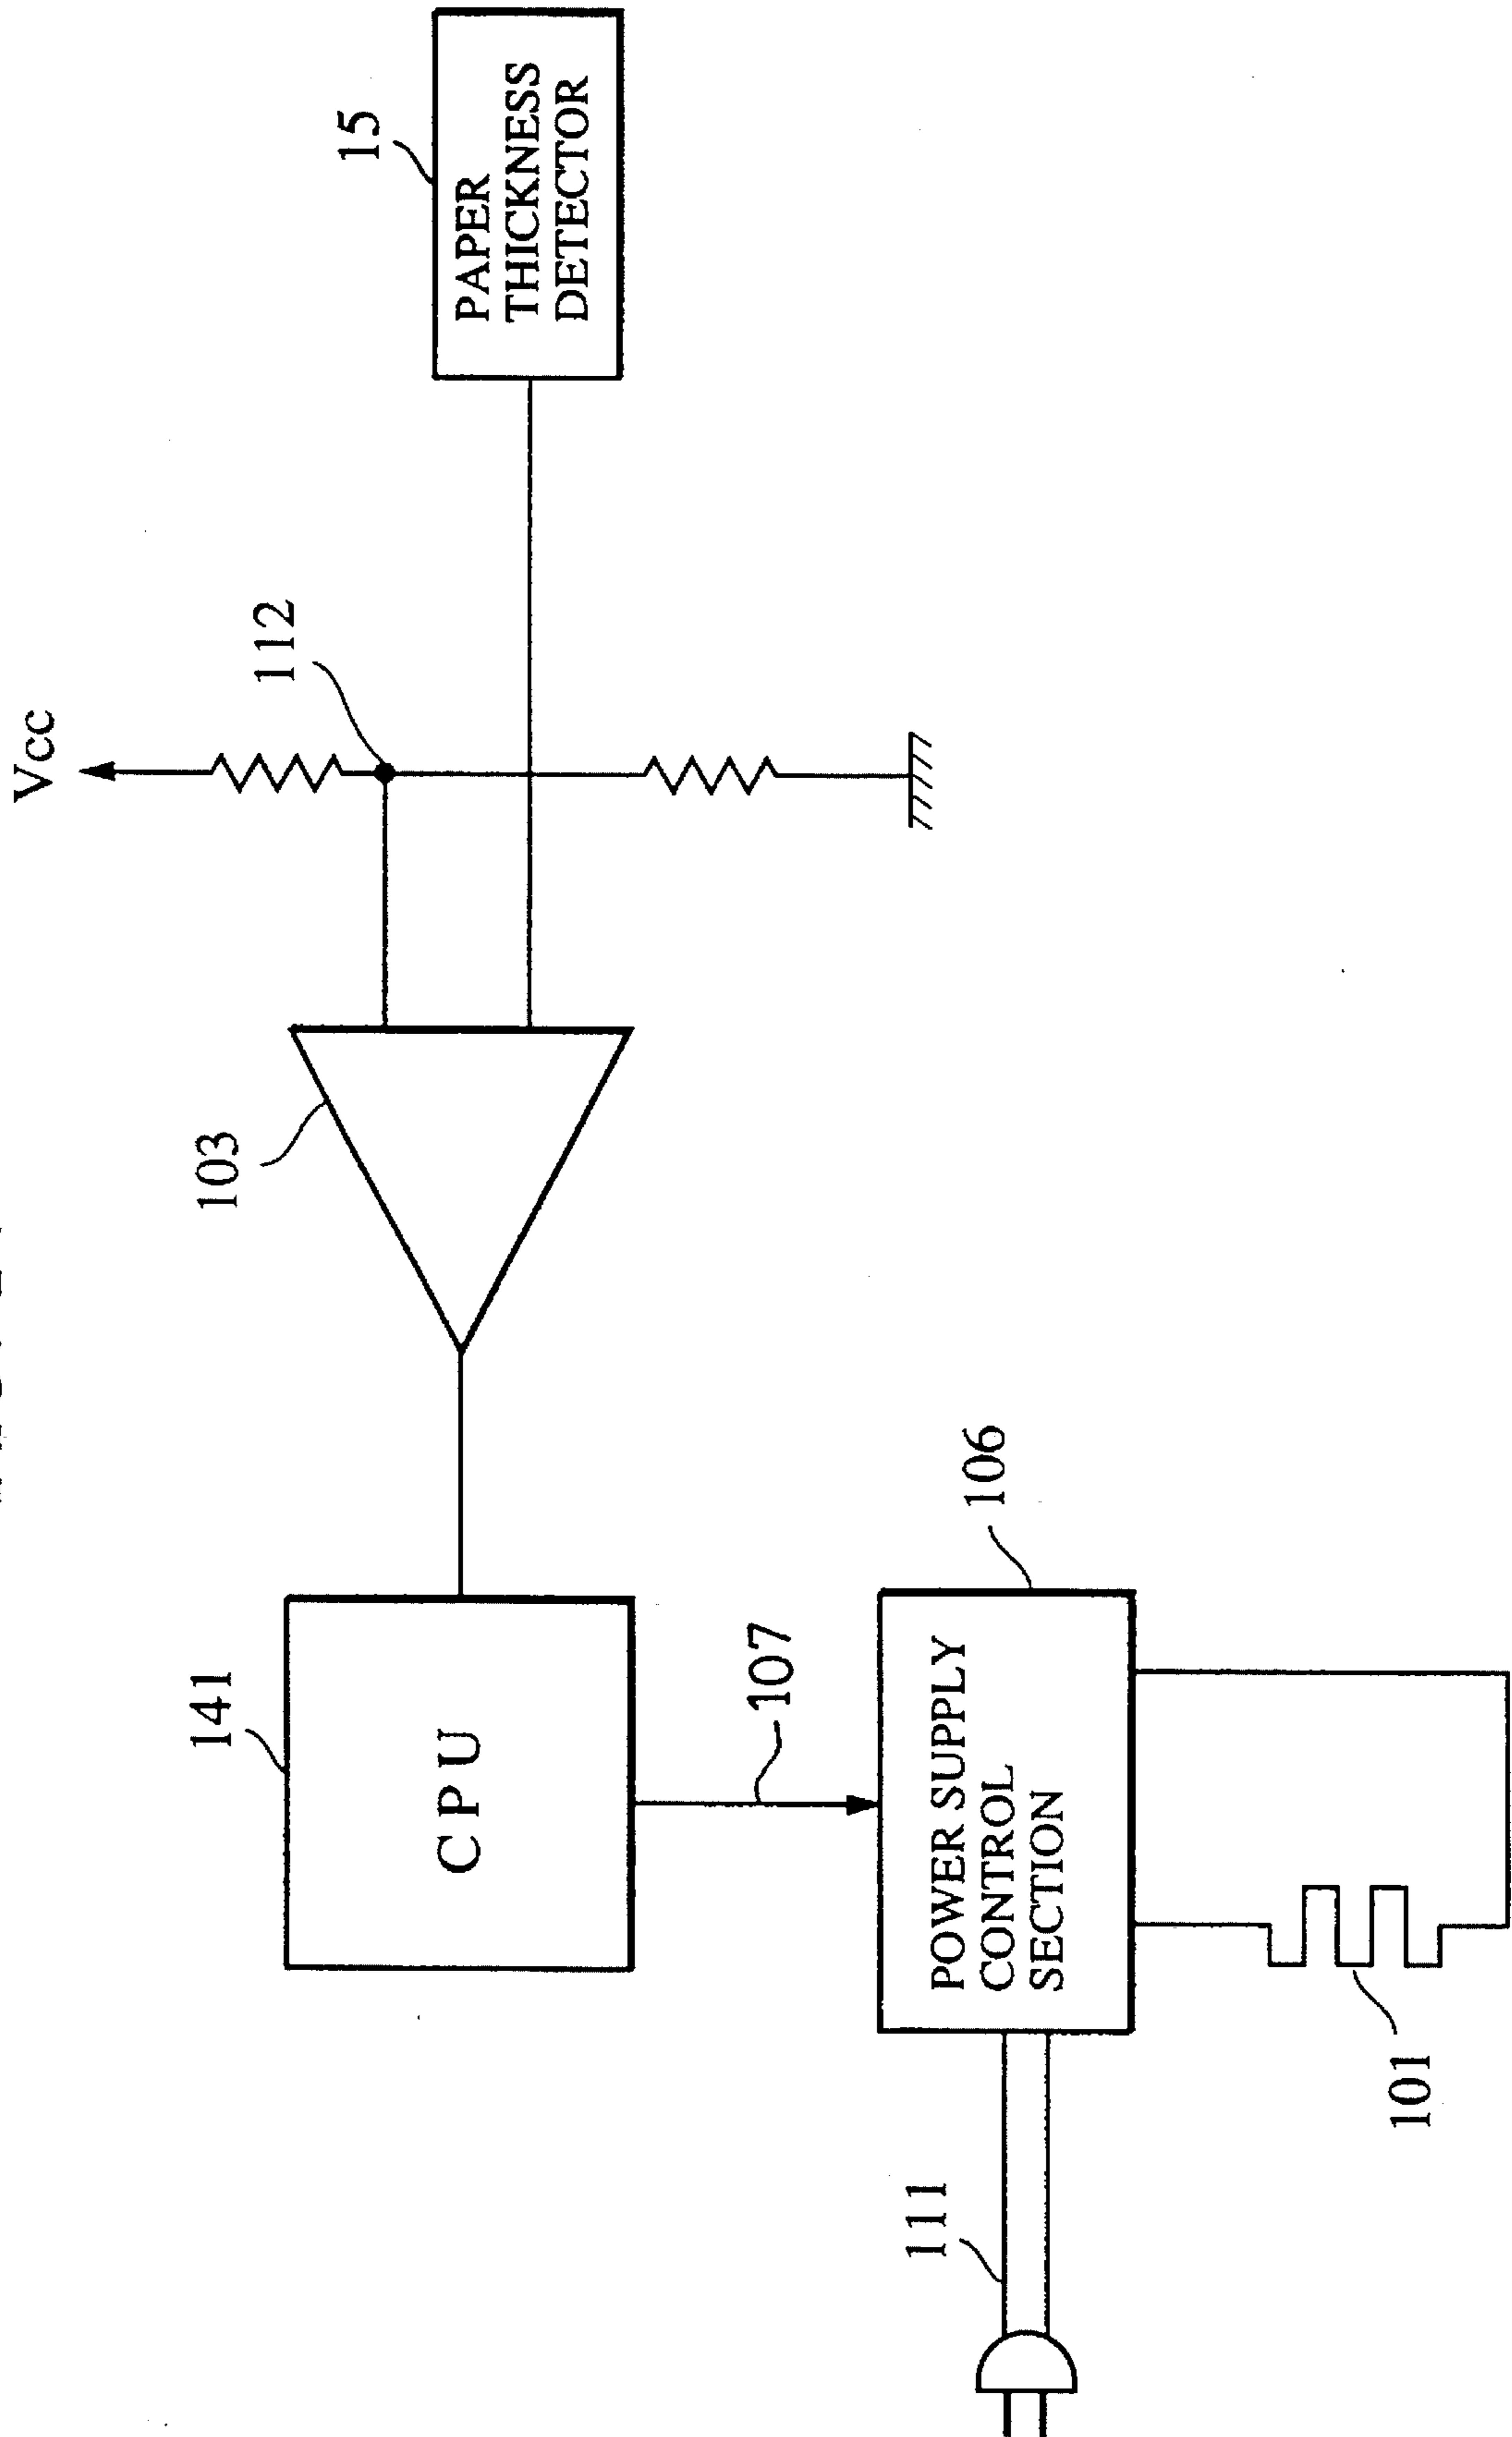 Vcc
112
15
PAPER
THICKNESS
DETECTOR
103
141
CPU
107
106
POWER SUPPLY
CONTROL
SECTION
111
101